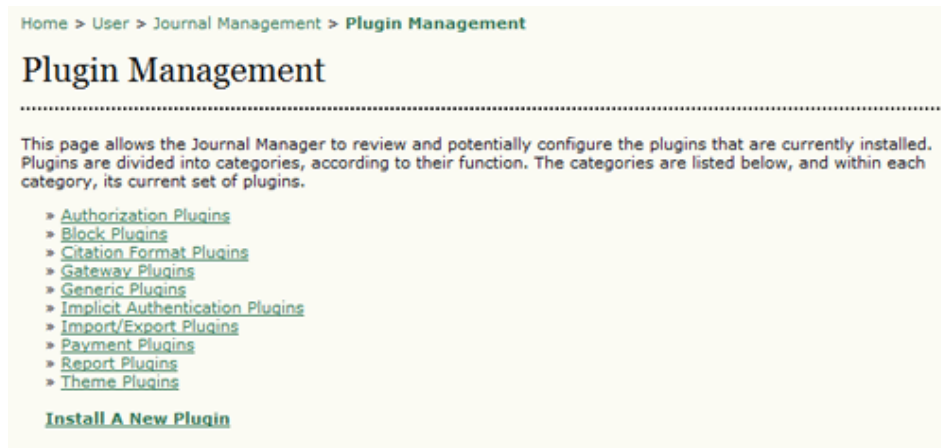 Home > User > Journal Management > Plugin Management
Plugin Management
This page allows the Journal Manager to review and potentially configure the plugins that are currently installed.
Plugins are divided into categories, according to their function. The categories are listed below, and within each
category, its current set of plugins.
» Authorization Plugins
» Block Plugins
» Citation Format Plugins
» Gateway Plugins
» Generic Plugins
» Implicit Authentication Plugins
» Import/Export Plugins
» Payment Plugins
» Report Plugins
» Theme Plugins
Install A New Plugin